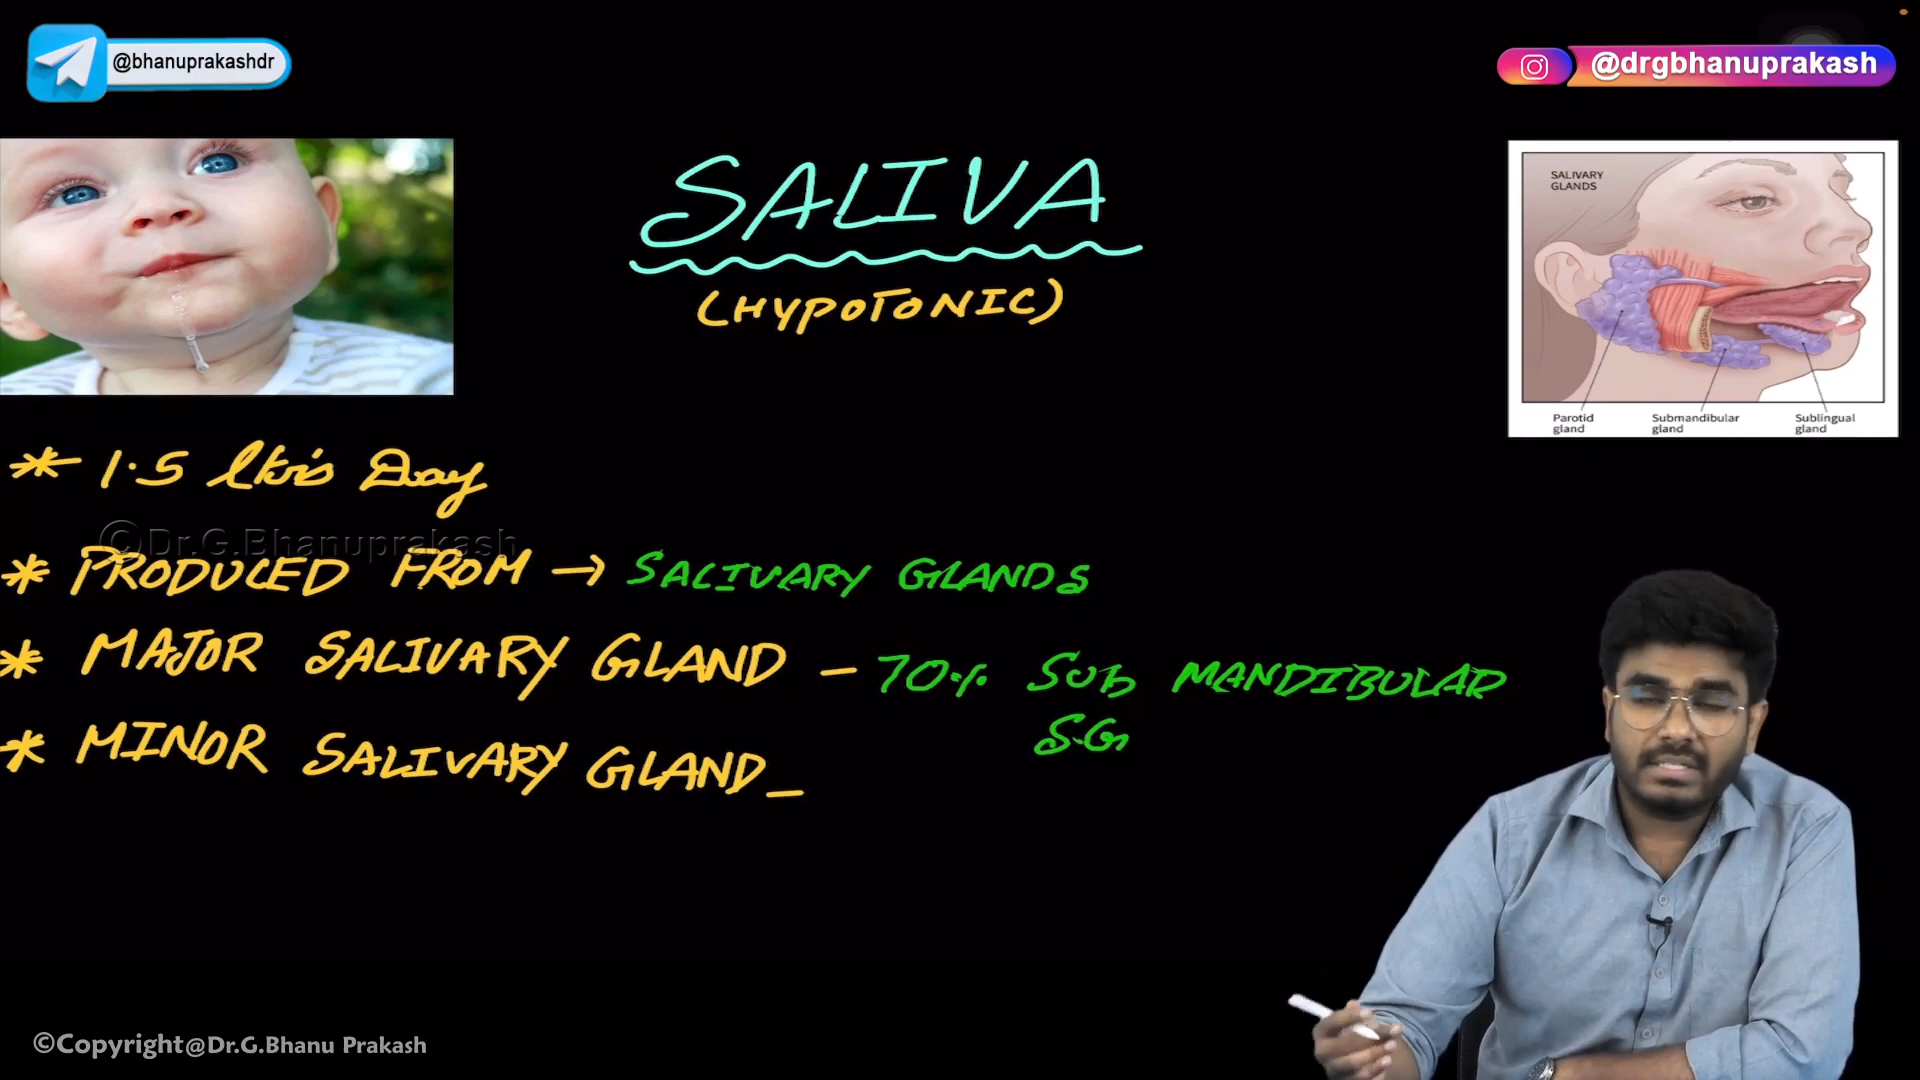 @bhanuprakashdr
@drgbhanuprakash
SALIVA
(HYPOTONIC)
SALIVARY
GLANDS
Parotid
gland
Submandibular
gland
Sublingual
gland
* 1.5 ltrs Day
©Dr.G.Bhanuprakash
* PRODUCED FROM → SALIVARY GLANDS
* MAJOR SALIVARY GLAND - 70% SUB MANDIBULAR
S.G
* MINOR SALIVARY GLAND _
©Copyright@Dr.G.Bhanu Prakash